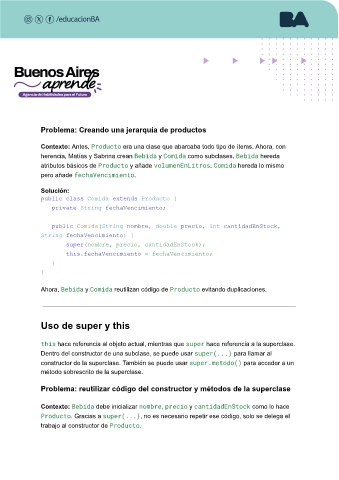 /educacionBA
BA
Buenos Aires
aprende
Agencia de Habilidades para el Futuro
Problema: Creando una jerarquía de productos
Contexto: Antes, Producto era una clase que abarcaba todo tipo de ítems. Ahora, con
herencia, Matías y Sabrina crean Bebida y Comida como subclases. Bebida hereda
atributos básicos de Producto y añade volumenEnLitros. Comida hereda lo mismo
pero añade fechaVencimiento.
Solución:
public class Comida extends Producto {
private String fechaVencimiento;
public Comida(String nombre, double precio, int cantidadEnStock,
String fechaVencimiento) {
super(nombre, precio, cantidadEnStock);
this.fechaVencimiento = fechaVencimiento;
}
}
Ahora, Bebida y Comida reutilizan código de Producto evitando duplicaciones.
Uso de super y this
this hace referencia al objeto actual, mientras que super hace referencia a la superclase.
Dentro del constructor de una subclase, se puede usar super(...) para llamar al
constructor de la superclase. También se puede usar super.metodo() para acceder a un
método sobrescrito de la superclase.
Problema: reutilizar código del constructor y métodos de la superclase
Contexto: Bebida debe inicializar nombre, precio y cantidadEnStock como lo hace
Producto. Gracias a super(...), no es necesario repetir ese código, solo se delega el
trabajo al constructor de Producto.